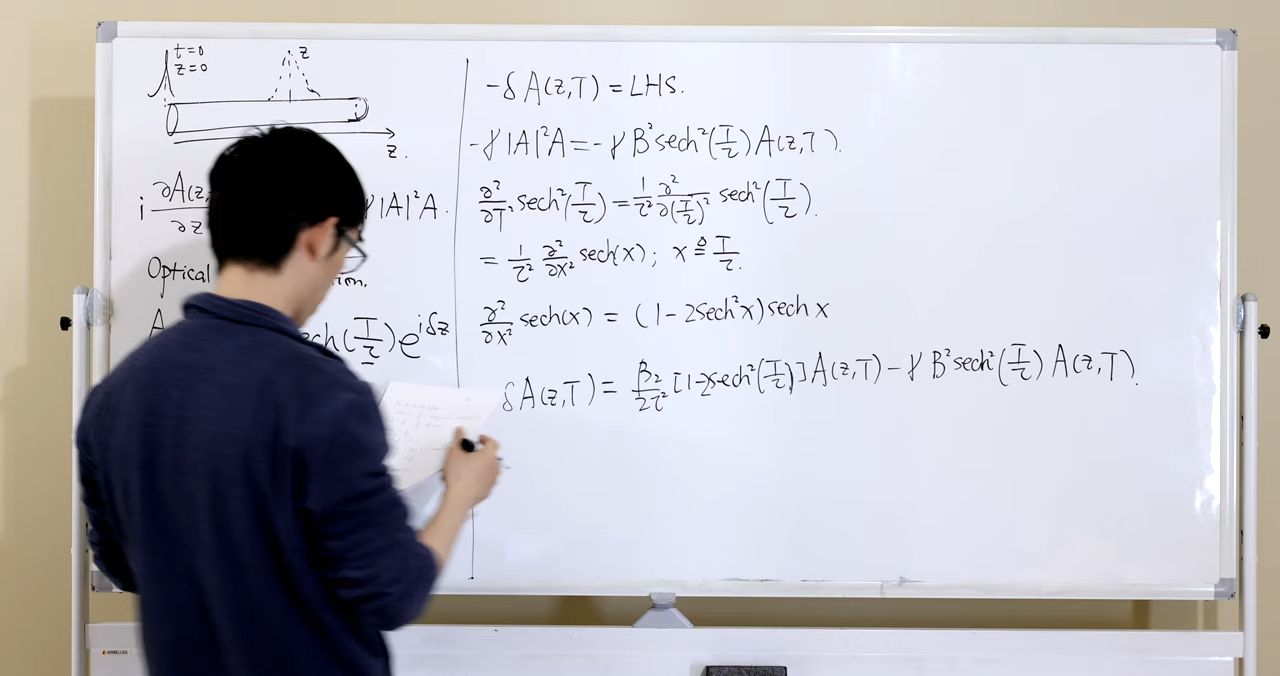 t=0
z=0
z
z.
i ∂A(z, ∂z γ|A|²A.
Optical
A sech(T/τ)e^{iδz}
-δ A(z,T) = LHS.
-γ|A|²A = -γ B² sech²(T/τ) A(z,T).
∂²/∂T² sech²(T/τ) = 1/τ² ∂²/∂(T/τ)² sech²(T/τ).
= 1/τ² ∂²/∂x² sech(x); x ≜ T/τ.
∂²/∂x² sech(x) = (1-2sech²x) sech x
δ A(z,T) = β₂/2τ² [1-2sech²(T/τ)] A(z,T) - γ B² sech²(T/τ) A(z,T).